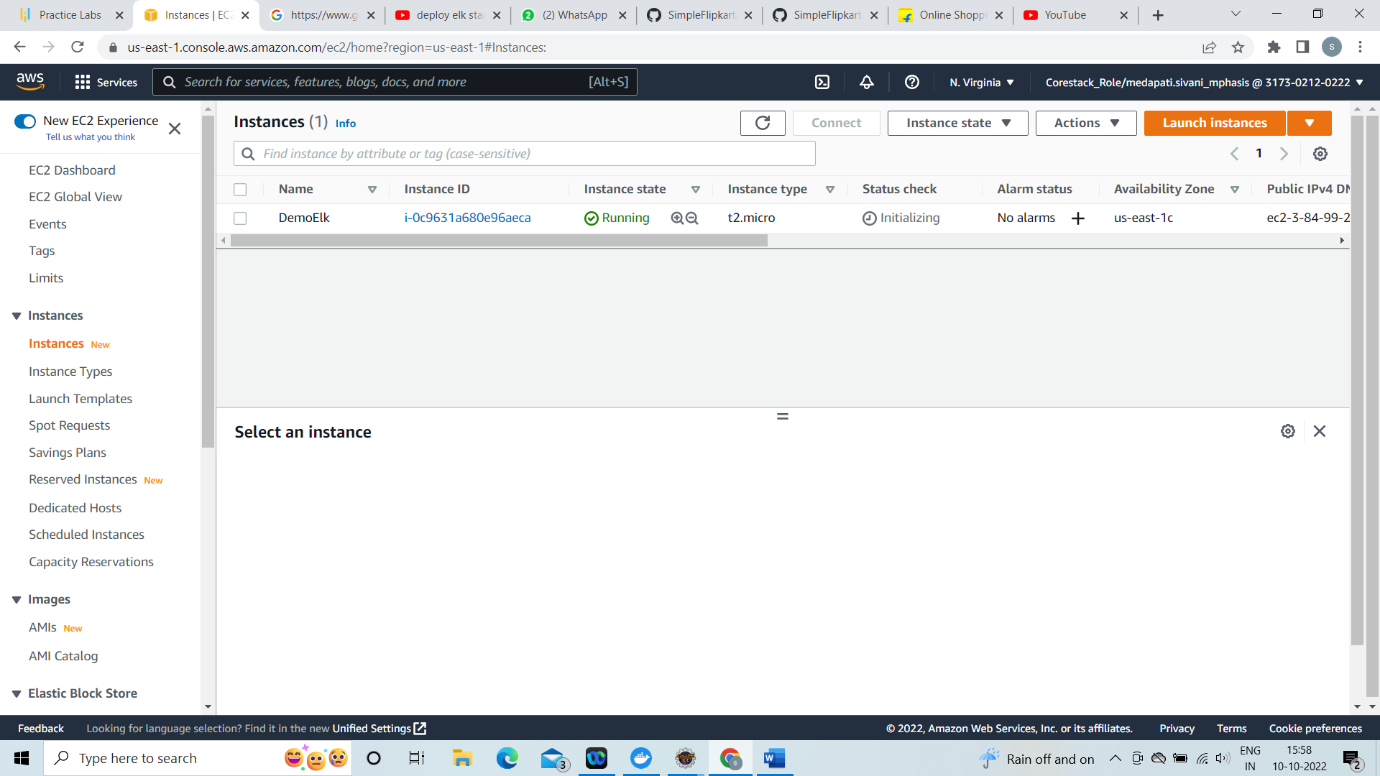 Practice Labs
Instances | EC
https://www.g
deploy elk sta
(2) WhatsApp
SimpleFlipkart
SimpleFlipkart
Online Shopp
YouTube
us-east-1.console.aws.amazon.com/ec2/home?region=us-east-1#Instances:
S
aws
Services
Search for services, features, blogs, docs, and more
[Alt+S]
N. Virginia
Corestack_Role/medapati.sivani_mphasis @ 3173-0212-0222
New EC2 Experience
Tell us what you think
EC2 Dashboard
EC2 Global View
Events
Tags
Limits
Instances
Instances New
Instance Types
Launch Templates
Spot Requests
Savings Plans
Reserved Instances New
Dedicated Hosts
Scheduled Instances
Capacity Reservations
Images
AMIs New
AMI Catalog
Elastic Block Store
Instances (1) Info
Connect
Instance state
Actions
Launch instances
Find instance by attribute or tag (case-sensitive)
1
Name Instance ID Instance state Instance type Status check Alarm status Availability Zone Public IPv4 DN
DemoElk i-0c9631a680e96aeca Running t2.micro Initializing No alarms us-east-1c ec2-3-84-99-2
Select an instance
Feedback Looking for language selection? Find it in the new Unified Settings © 2022, Amazon Web Services, Inc. or its affiliates. Privacy Terms Cookie preferences
Type here to search
3
Rain off and on
ENG
IN
15:58
10-10-2022
2